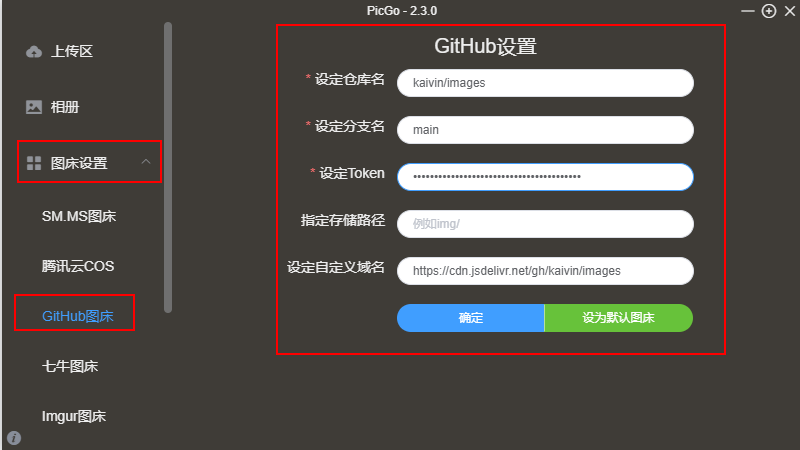 PicGo - 2.3.0
上传区
相册
图床设置
SM.MS图床
腾讯云COS
GitHub图床
七牛图床
Imgur图床
GitHub设置
* 设定仓库名
kaivin/images
* 设定分支名
main
* 设定Token
••••••••••••••••••••••••••••••••••••••••
指定存储路径
例如img/
设定自定义域名
https://cdn.jsdelivr.net/gh/kaivin/images
确定
设为默认图床